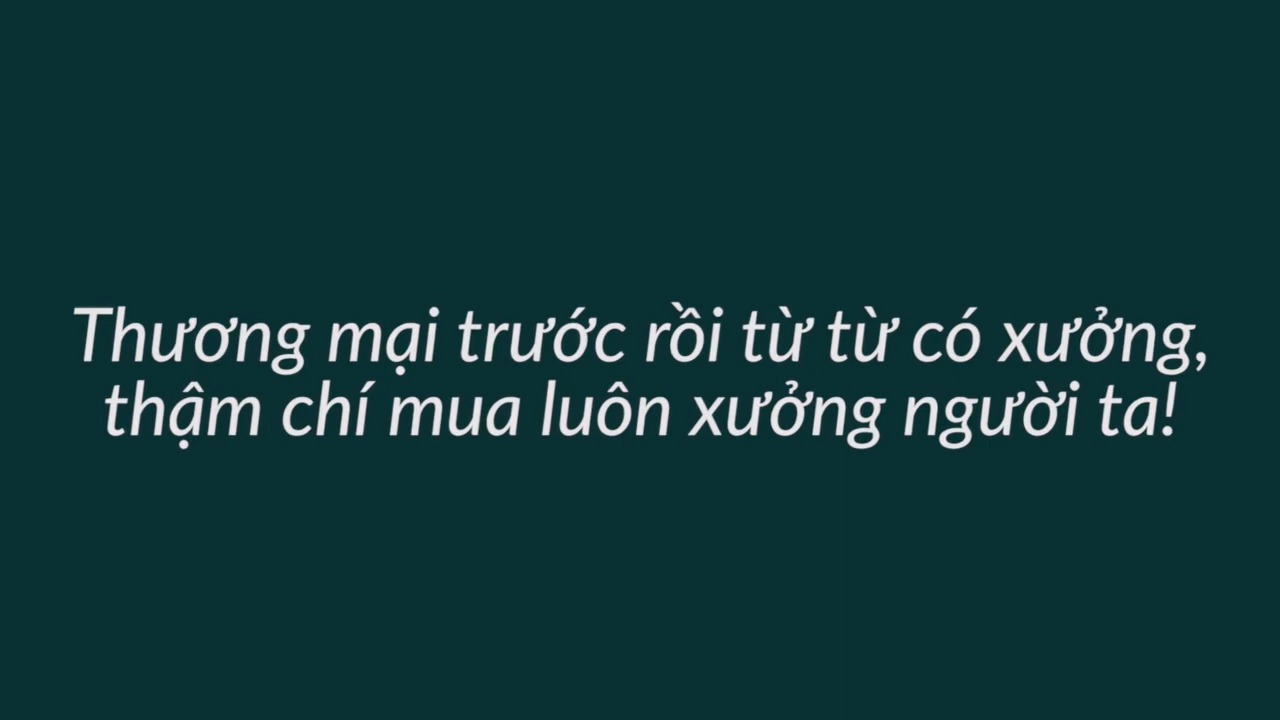 Thương mại trước rồi từ từ có xưởng,
thậm chí mua luôn xưởng người ta!